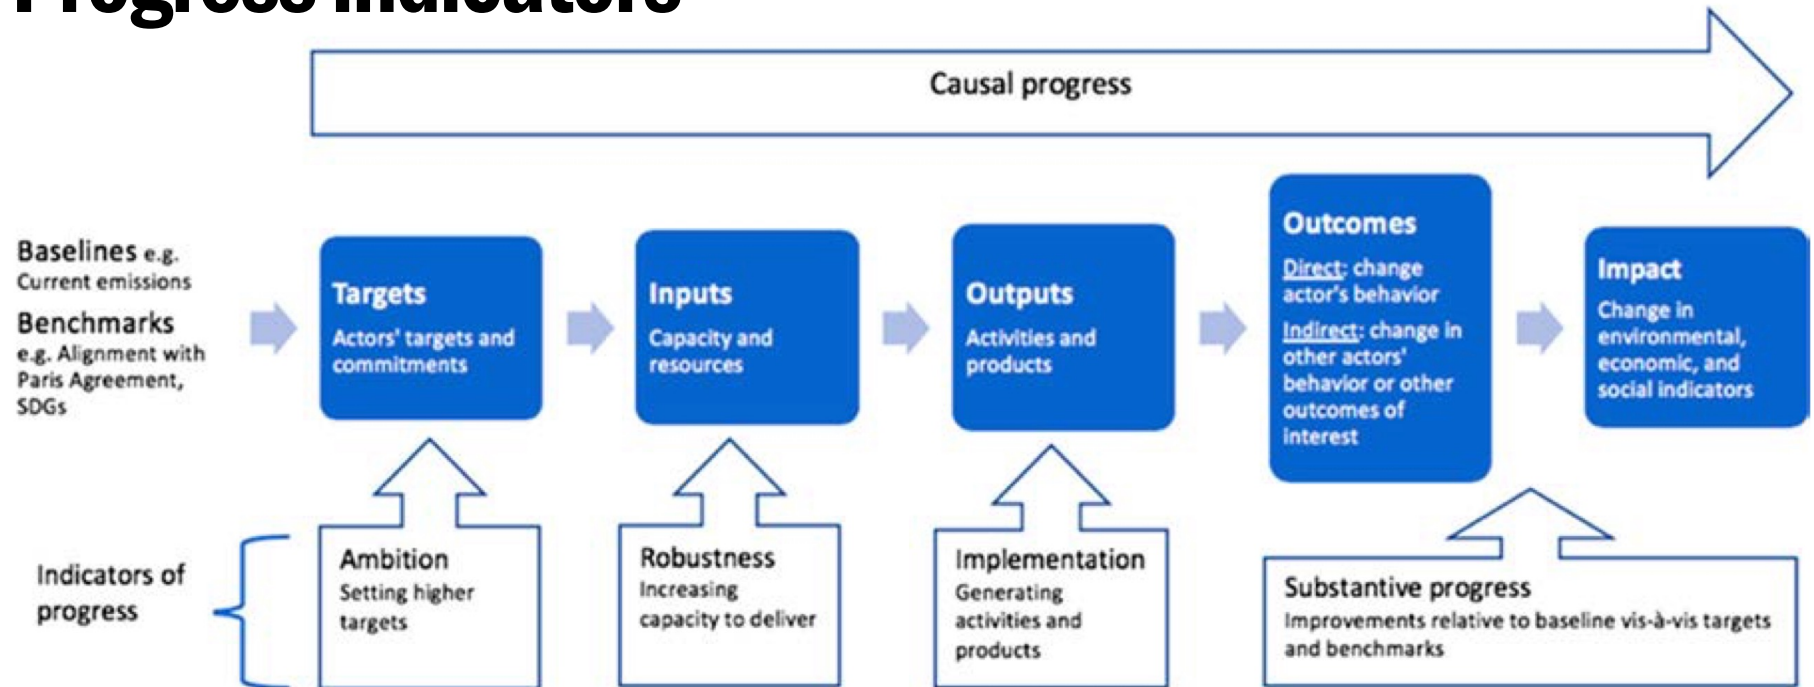 Progress Indicators
Causal progress
Baselines e.g.
Current emissions
Benchmarks
e.g. Alignment with
Paris Agreement,
SDGs
Targets
Actors' targets and
commitments
Inputs
Capacity and
resources
Outputs
Activities and
products
Outcomes
Direct: change
actor's behavior
Indirect: change in
other actors'
behavior or other
outcomes of
interest
Impact
Change in
environmental,
economic, and
social indicators
Indicators of
progress
Ambition
Setting higher
targets
Robustness
Increasing
capacity to deliver
Implementation
Generating
activities and
products
Substantive progress
Improvements relative to baseline vis-à-vis targets
and benchmarks